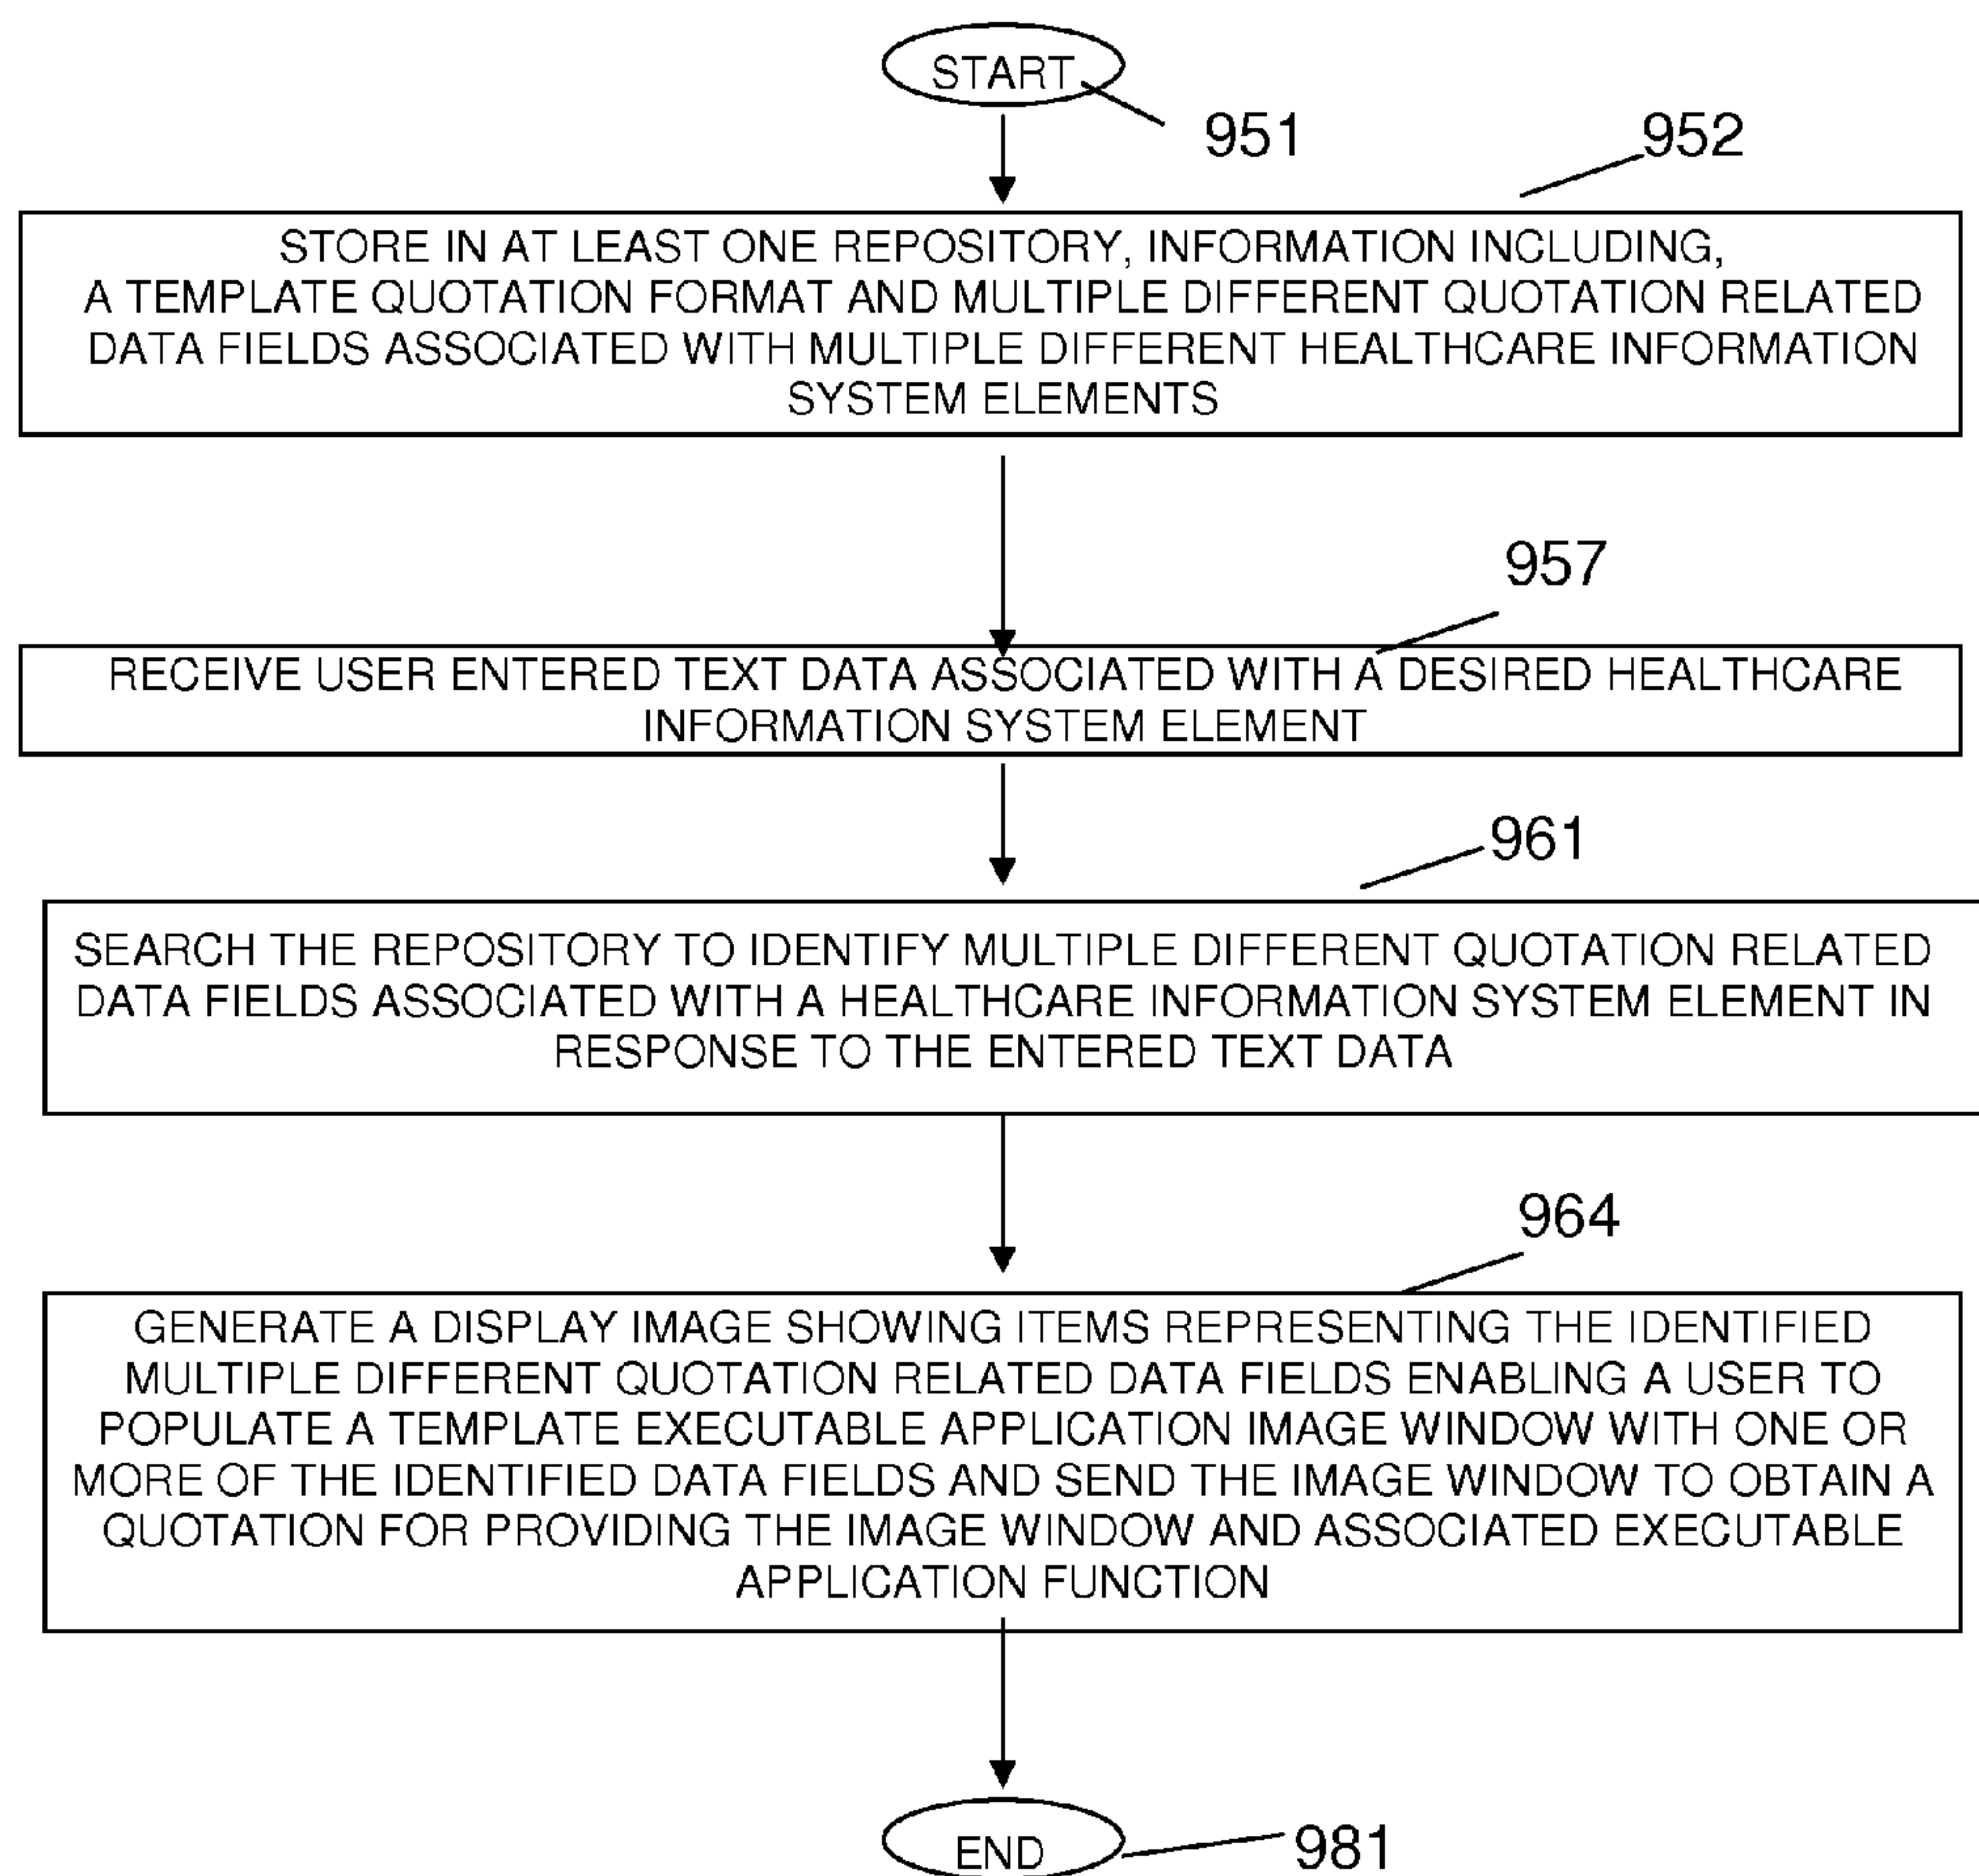 START
951
952
STORE IN AT LEAST ONE REPOSITORY, INFORMATION INCLUDING,
A TEMPLATE QUOTATION FORMAT AND MULTIPLE DIFFERENT QUOTATION RELATED
DATA FIELDS ASSOCIATED WITH MULTIPLE DIFFERENT HEALTHCARE INFORMATION
SYSTEM ELEMENTS
957
RECEIVE USER ENTERED TEXT DATA ASSOCIATED WITH A DESIRED HEALTHCARE
INFORMATION SYSTEM ELEMENT
961
SEARCH THE REPOSITORY TO IDENTIFY MULTIPLE DIFFERENT QUOTATION RELATED
DATA FIELDS ASSOCIATED WITH A HEALTHCARE INFORMATION SYSTEM ELEMENT IN
RESPONSE TO THE ENTERED TEXT DATA
964
GENERATE A DISPLAY IMAGE SHOWING ITEMS REPRESENTING THE IDENTIFIED
MULTIPLE DIFFERENT QUOTATION RELATED DATA FIELDS ENABLING A USER TO
POPULATE A TEMPLATE EXECUTABLE APPLICATION IMAGE WINDOW WITH ONE OR
MORE OF THE IDENTIFIED DATA FIELDS AND SEND THE IMAGE WINDOW TO OBTAIN A
QUOTATION FOR PROVIDING THE IMAGE WINDOW AND ASSOCIATED EXECUTABLE
APPLICATION FUNCTION
END
981